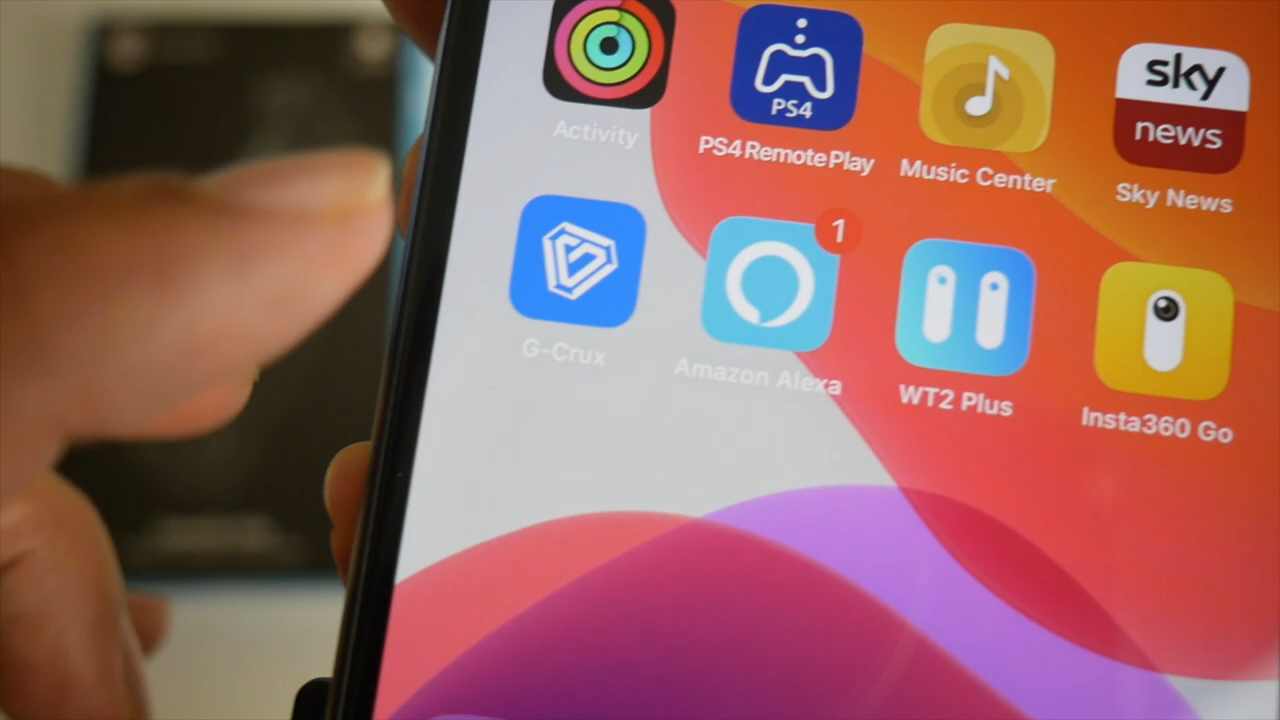 PS4
sky
news
Activity
PS4 Remote Play
Music Center
Sky News
1
G-Crux
Amazon Alexa
WT2 Plus
Insta360 Go